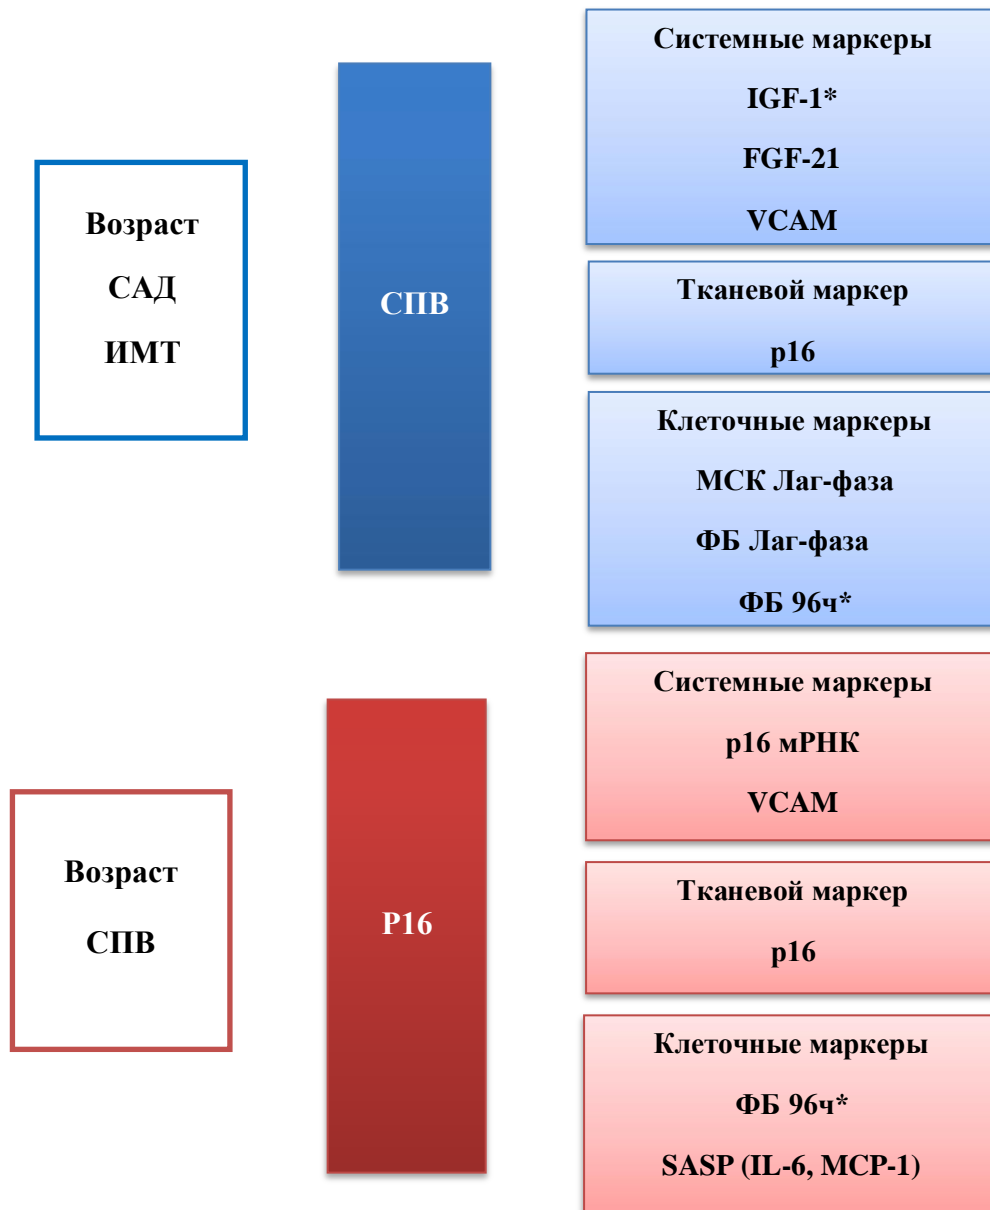 Возраст
САД
ИМТ
СПВ
Системные маркеры
IGF-1*
FGF-21
VCAM
Тканевой маркер
p16
Клеточные маркеры
МСК Лаг-фаза
ФБ Лаг-фаза
ФБ 96ч*
Возраст
СПВ
P16
Системные маркеры
p16 мРНК
VCAM
Тканевой маркер
p16
Клеточные маркеры
ФБ 96ч*
SASP (IL-6, MCP-1)